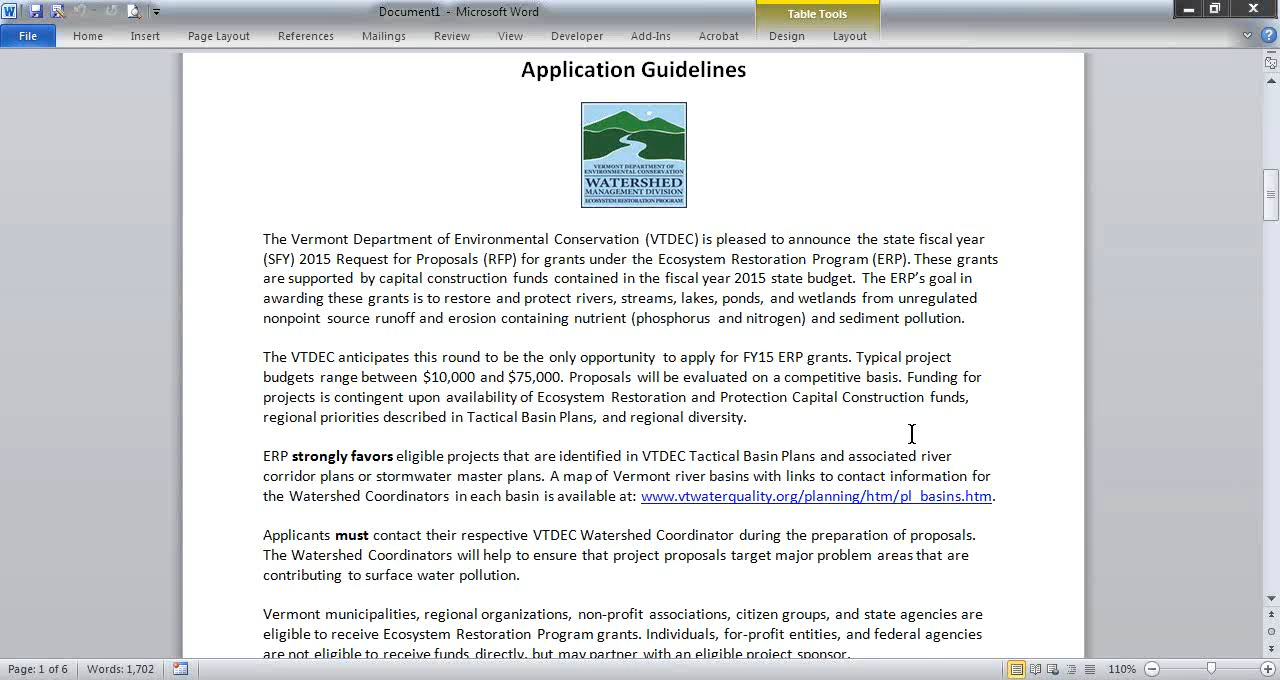 Document1 - Microsoft Word
Table Tools
File Home Insert Page Layout References Mailings Review View Developer Add-Ins Acrobat Design Layout
Application Guidelines
VERMONT DEPARTMENT OF
ENVIRONMENTAL CONSERVATION
WATERSHED
MANAGEMENT DIVISION
ECOSYSTEM RESTORATION PROGRAM
The Vermont Department of Environmental Conservation (VTDEC) is pleased to announce the state fiscal year
(SFY) 2015 Request for Proposals (RFP) for grants under the Ecosystem Restoration Program (ERP). These grants
are supported by capital construction funds contained in the fiscal year 2015 state budget. The ERP’s goal in
awarding these grants is to restore and protect rivers, streams, lakes, ponds, and wetlands from unregulated
nonpoint source runoff and erosion containing nutrient (phosphorus and nitrogen) and sediment pollution.
The VTDEC anticipates this round to be the only opportunity to apply for FY15 ERP grants. Typical project
budgets range between $10,000 and $75,000. Proposals will be evaluated on a competitive basis. Funding for
projects is contingent upon availability of Ecosystem Restoration and Protection Capital Construction funds,
regional priorities described in Tactical Basin Plans, and regional diversity.
ERP strongly favors eligible projects that are identified in VTDEC Tactical Basin Plans and associated river
corridor plans or stormwater master plans. A map of Vermont river basins with links to contact information for
the Watershed Coordinators in each basin is available at: www.vtwaterquality.org/planning/htm/pl_basins.htm.
Applicants must contact their respective VTDEC Watershed Coordinator during the preparation of proposals.
The Watershed Coordinators will help to ensure that project proposals target major problem areas that are
contributing to surface water pollution.
Vermont municipalities, regional organizations, non-profit associations, citizen groups, and state agencies are
eligible to receive Ecosystem Restoration Program grants. Individuals, for-profit entities, and federal agencies
are not eligible to receive funds directly, but may partner with an eligible project sponsor.
Page: 1 of 6 Words: 1,702 110%